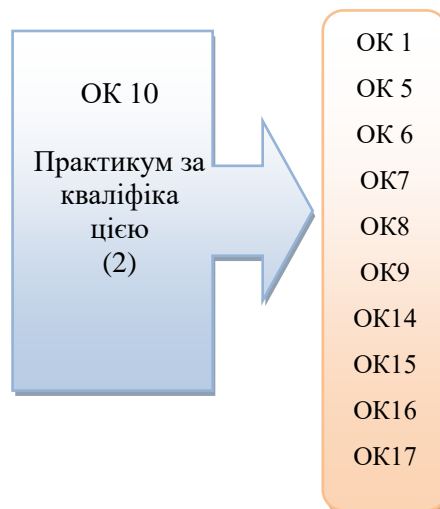 ОК 10
Практикум за
кваліфіка
цією
(2)
ОК 1
ОК 5
ОК 6
ОК7
ОК8
ОК9
ОК14
ОК15
ОК16
ОК17